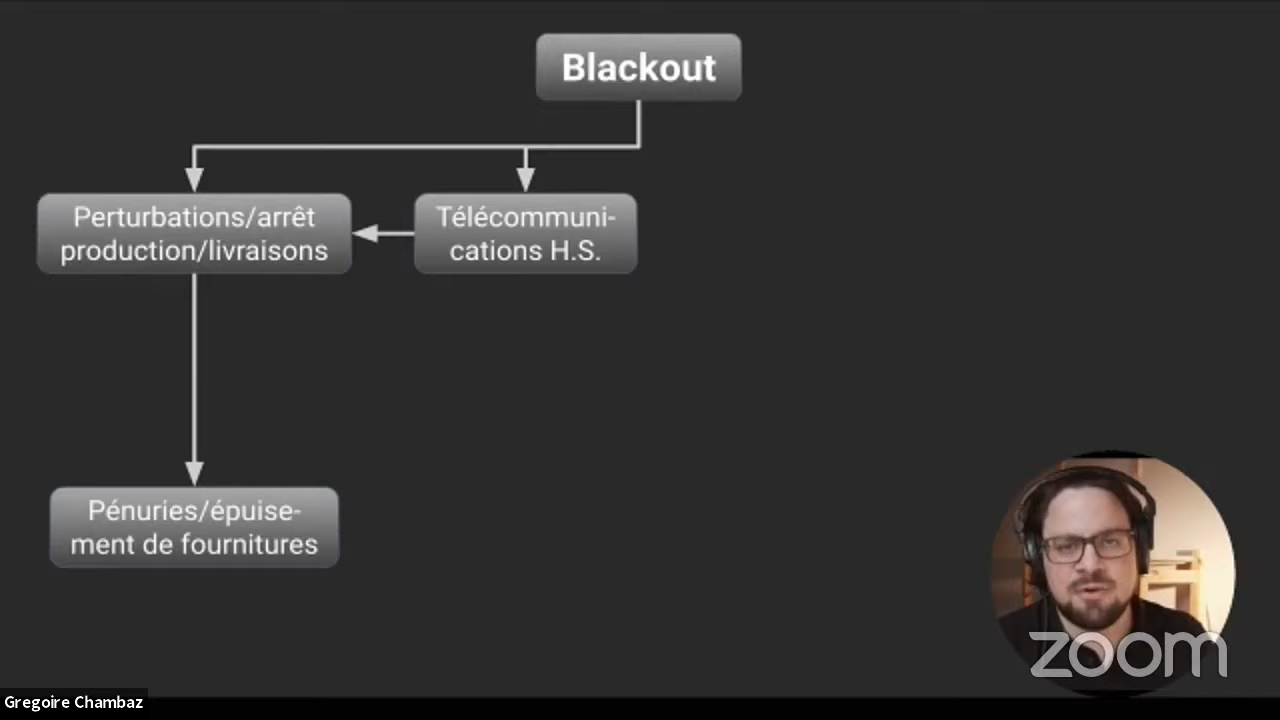 Blackout
Perturbations/arrêt
production/livraisons
Télécommuni-
cations H.S.
Pénuries/épuise-
ment de fournitures
zoom
Gregoire Chambaz